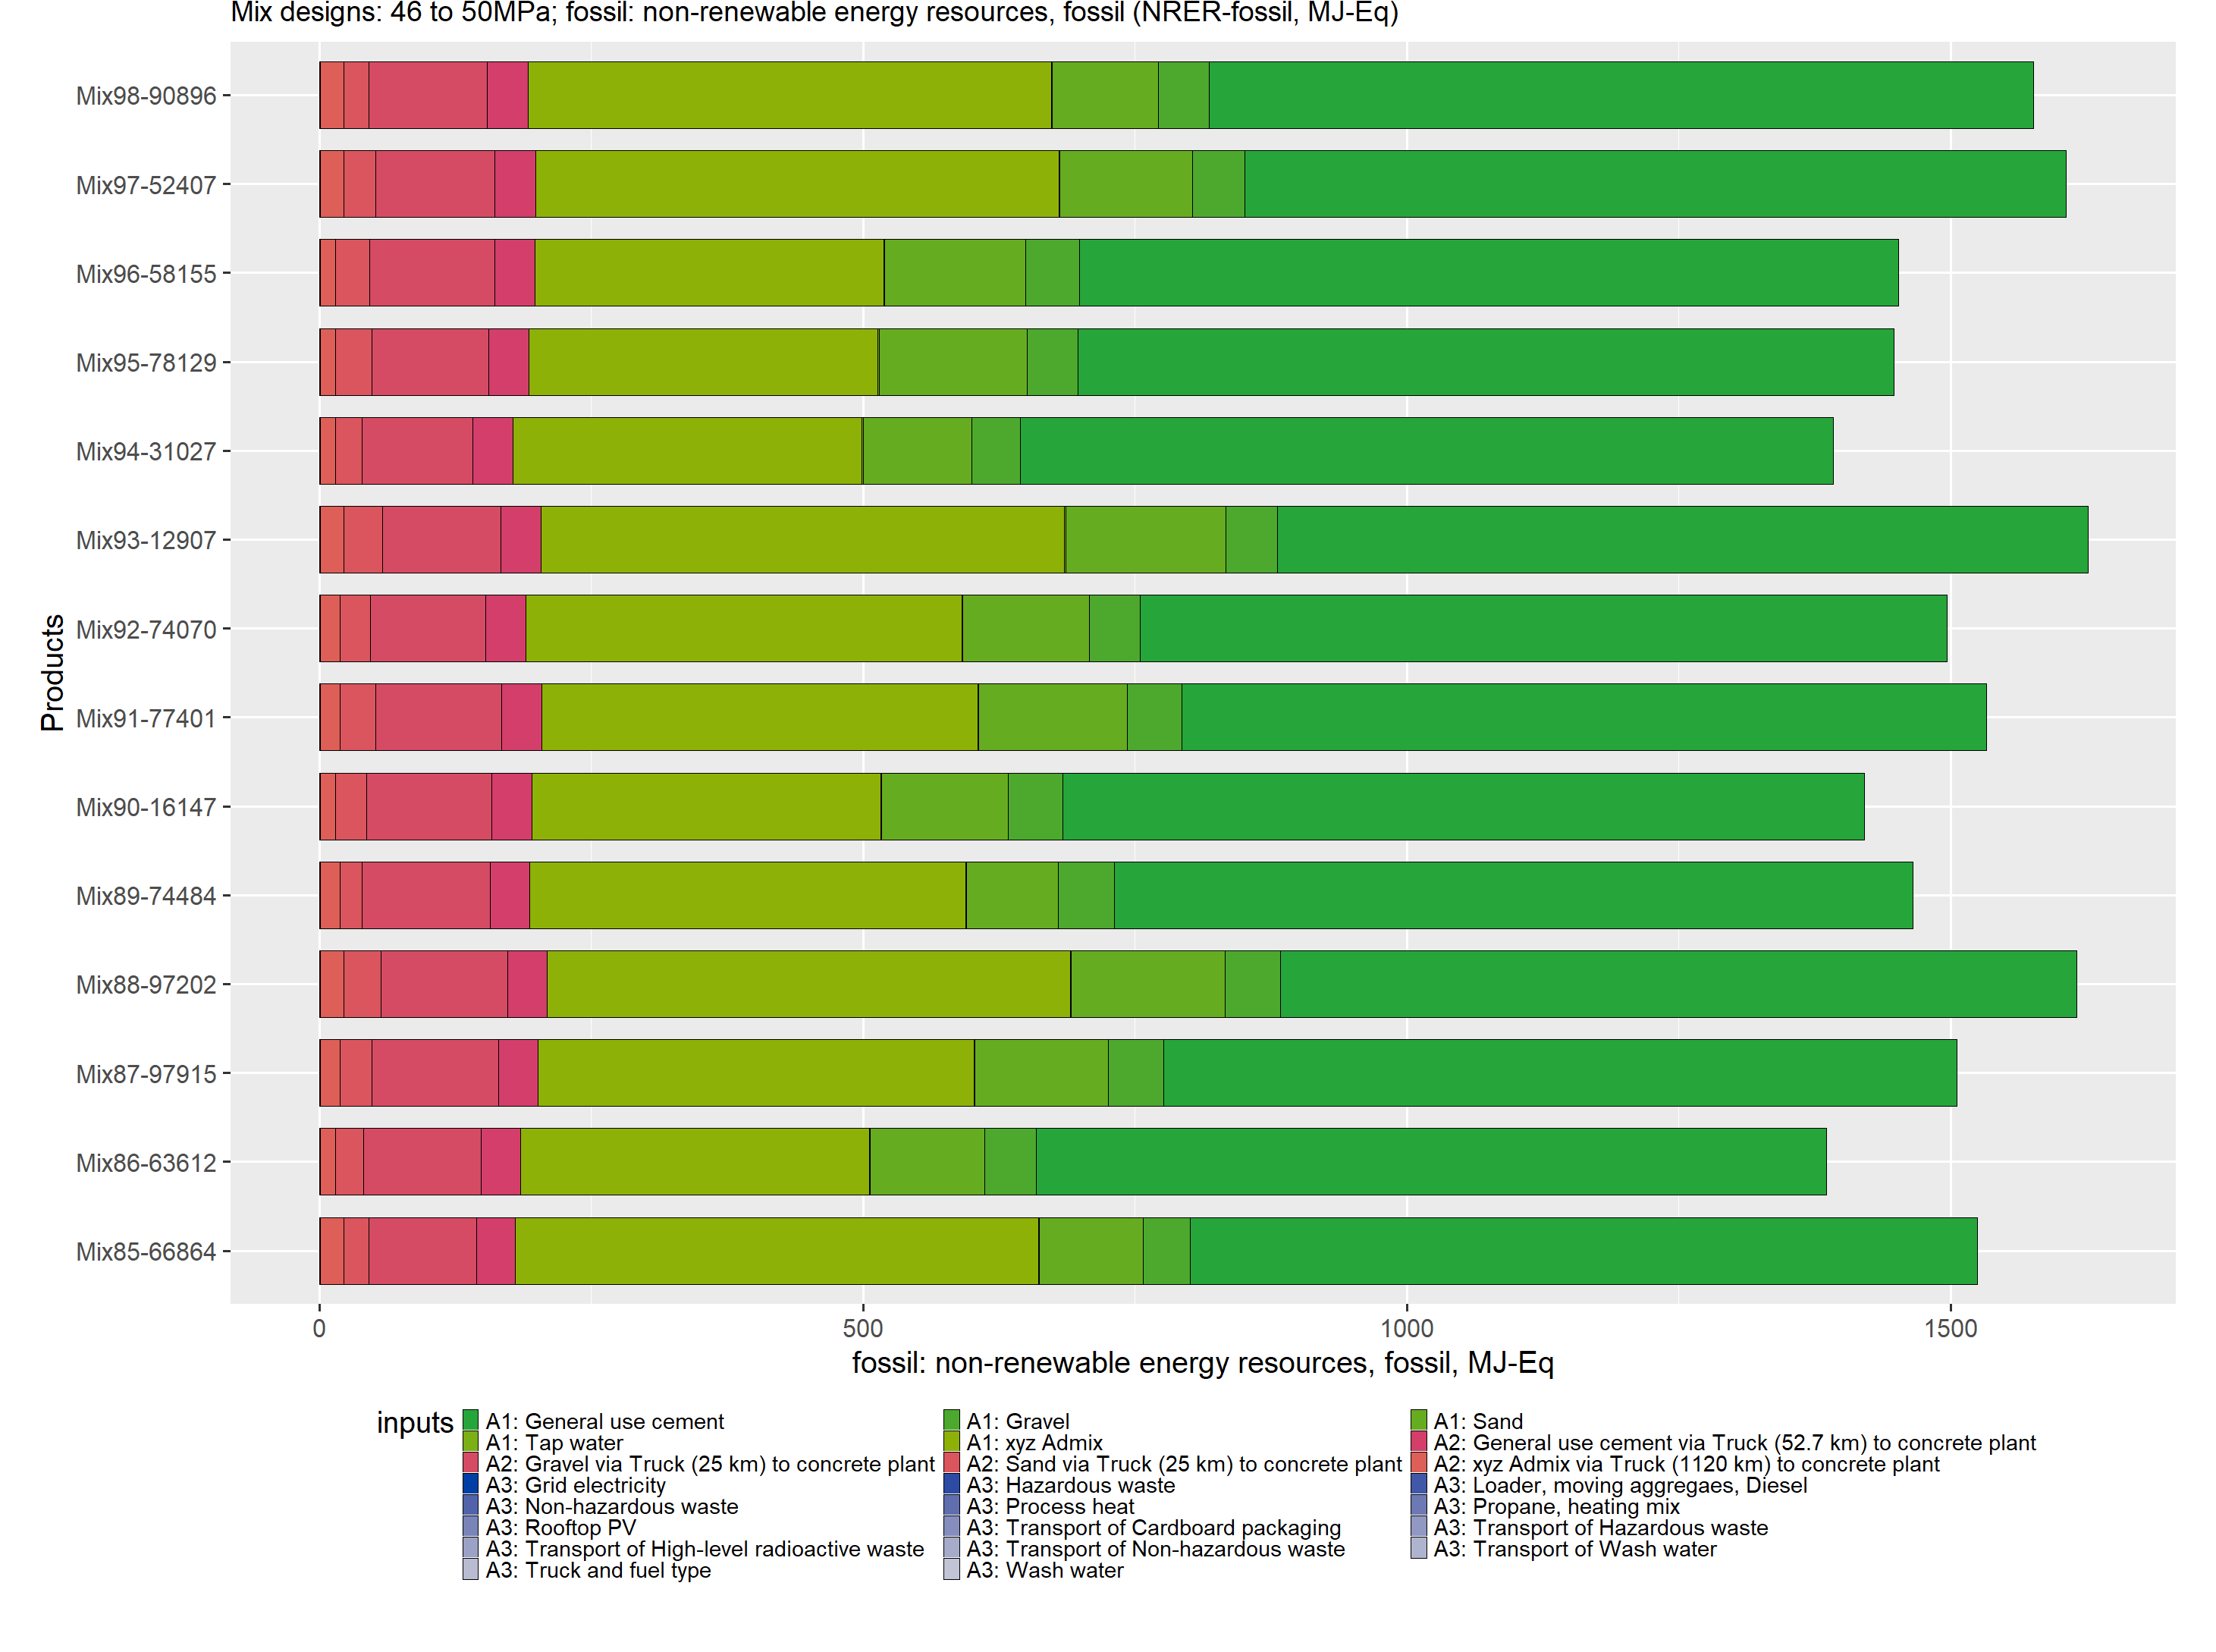 Mix designs: 46 to 50MPa; fossil: non-renewable energy resources, fossil (NRER-fossil, MJ-Eq)
Products
Mix98-90896
Mix97-52407
Mix96-58155
Mix95-78129
Mix94-31027
Mix93-12907
Mix92-74070
Mix91-77401
Mix90-16147
Mix89-74484
Mix88-97202
Mix87-97915
Mix86-63612
Mix85-66864
0 500 1000 1500
fossil: non-renewable energy resources, fossil, MJ-Eq
inputs
A1: General use cement A1: Gravel A1: Sand
A1: Tap water A1: xyz Admix A2: General use cement via Truck (52.7 km) to concrete plant
A2: Gravel via Truck (25 km) to concrete plant A2: Sand via Truck (25 km) to concrete plant A2: xyz Admix via Truck (1120 km) to concrete plant
A3: Grid electricity A3: Hazardous waste A3: Loader, moving aggregaes, Diesel
A3: Non-hazardous waste A3: Process heat A3: Propane, heating mix
A3: Rooftop PV A3: Transport of Cardboard packaging A3: Transport of Hazardous waste
A3: Transport of High-level radioactive waste A3: Transport of Non-hazardous waste A3: Transport of Wash water
A3: Truck and fuel type A3: Wash water